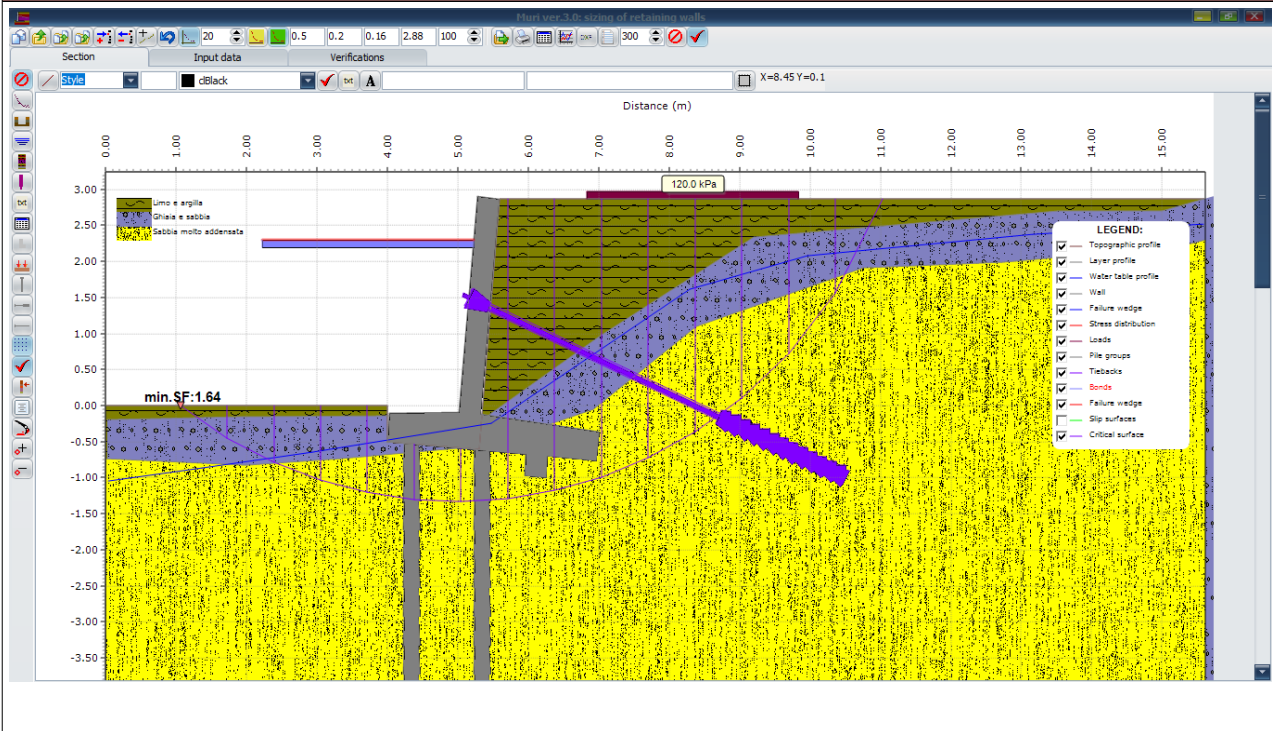 Muri ver.3.0: sizing of retaining walls
20 0.5 0.2 0.16 2.88 100 DXF 300
Section Input data Verifications
Style clBlack txt A X=8.45 Y=0.1
Distance (m)
0.00 1.00 2.00 3.00 4.00 5.00 6.00 7.00 8.00 9.00 10.00 11.00 12.00 13.00 14.00 15.00
120.0 kPa
3.00
2.50
2.00
1.50
1.00
0.50
0.00
-0.50
-1.00
-1.50
-2.00
-2.50
-3.00
-3.50
Limo e argilla
Ghiaia e sabbia
Sabbia molto addensata
min.SF:1.64
txt
LEGEND:
Topographic profile
Layer profile
Water table profile
Wall
Failure wedge
Stress distribution
Loads
Pile groups
Tiebacks
Bonds
Failure wedge
Slip surfaces
Critical surface